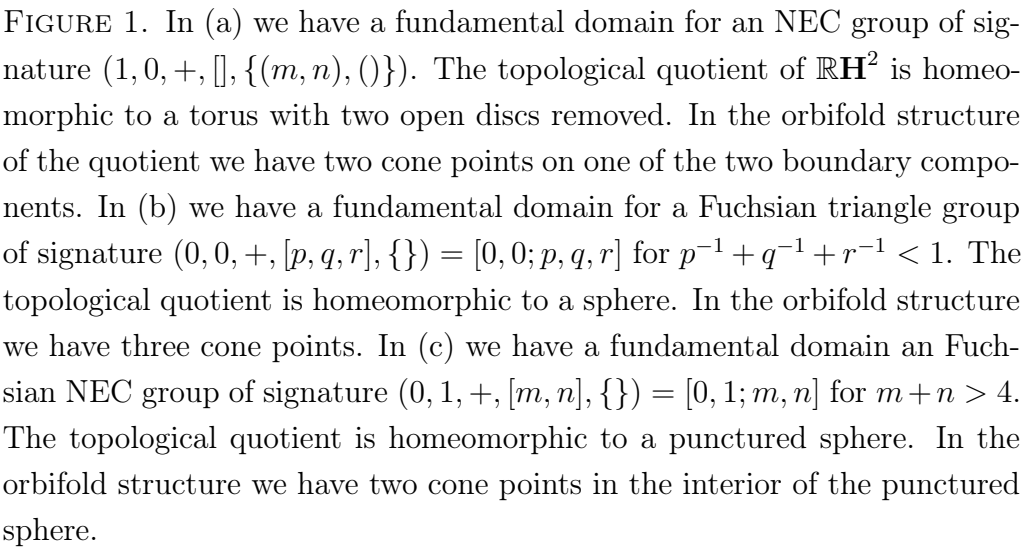 FIGURE 1. In (a) we have a fundamental domain for an NEC group of sig-
nature (1, 0, +, [], {(m, n), ()}). The topological quotient of ℝ𝐇² is homeo-
morphic to a torus with two open discs removed. In the orbifold structure
of the quotient we have two cone points on one of the two boundary compo-
nents. In (b) we have a fundamental domain for a Fuchsian triangle group
of signature (0, 0, +, [p, q, r], {}) = [0, 0; p, q, r] for p⁻¹ + q⁻¹ + r⁻¹ < 1. The
topological quotient is homeomorphic to a sphere. In the orbifold structure
we have three cone points. In (c) we have a fundamental domain an Fuch-
sian NEC group of signature (0, 1, +, [m, n], {}) = [0, 1; m, n] for m + n > 4.
The topological quotient is homeomorphic to a punctured sphere. In the
orbifold structure we have two cone points in the interior of the punctured
sphere.